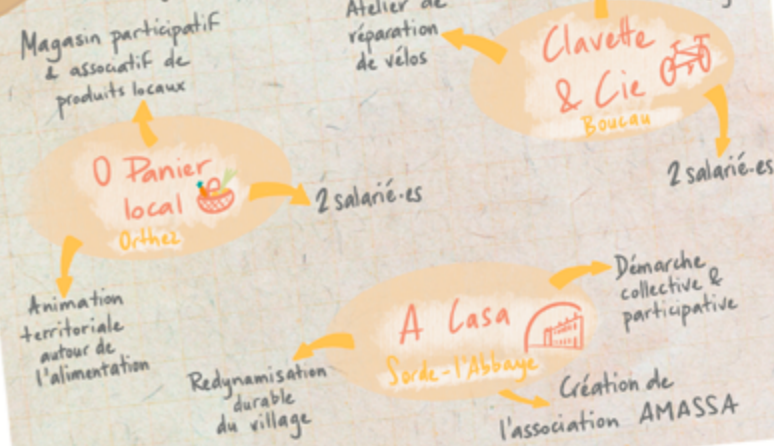 Magasin participatif
& associatif de
produits locaux
O Panier
local
Orthez
2 salarié·es
Animation
territoriale
autour de
l'alimentation
Atelier de
réparation
de vélos
Clavette
& Cie
Boucau
2 salarié·es
A Casa
Sorde-l'Abbaye
Démarche
collective &
participative
Redynamisation
durable
du village
Création de
l'association AMASSA